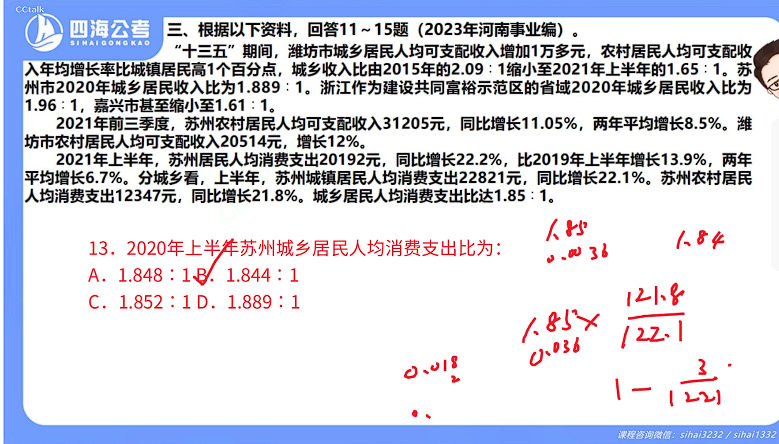 CCtalk
四海公考
SIHAIGONGKAO
三、根据以下资料，回答11～15题（2023年河南事业编）。
“十三五”期间，潍坊市城乡居民人均可支配收入增加1万多元，农村居民人均可支配收
入年均增长率比城镇居民高1个百分点，城乡收入比由2015年的2.09∶1缩小至2021年上半年的1.65∶1。苏
州市2020年城乡居民收入比为1.889∶1。浙江作为建设共同富裕示范区的省域2020年城乡居民收入比为
1.96∶1，嘉兴市甚至缩小至1.61∶1。
2021年前三季度，苏州农村居民人均可支配收入31205元，同比增长11.05%，两年平均增长8.5%。潍
坊市农村居民人均可支配收入20514元，增长12%。
2021年上半年，苏州居民人均消费支出20192元，同比增长22.2%，比2019年上半年增长13.9%，两年
平均增长6.7%。分城乡看，上半年，苏州城镇居民人均消费支出22821元，同比增长22.1%。苏州农村居民
人均消费支出12347元，同比增长21.8%。城乡居民人均消费支出比达1.85∶1。
13．2020年上半年苏州城乡居民人均消费支出比为：
A．1.848∶1 B．1.844∶1
C．1.852∶1 D．1.889∶1
1.85
0.0036
1.84
1.85×
121.8
122.1
0.036
0.018
2
1 − 3
1221
0.
课程咨询微信：sihai3232 / sihai1332